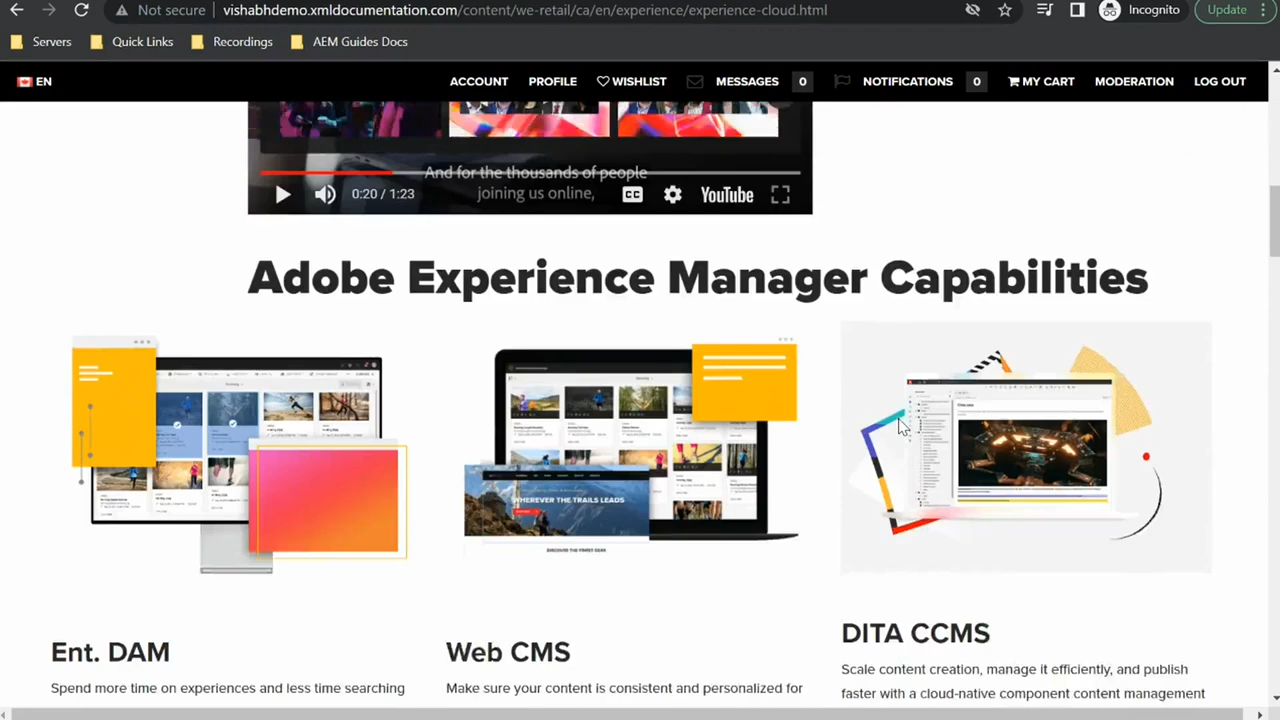 Not secure
vishabhdemo.xmldocumentation.com/content/we-retail/ca/en/experience/experience-cloud.html
Incognito
Update
Servers
Quick Links
Recordings
AEM Guides Docs
EN
ACCOUNT
PROFILE
WISHLIST
MESSAGES
0
NOTIFICATIONS
0
MY CART
MODERATION
LOG OUT
And for the thousands of people
joining us online,
0:20 / 1:23
CC
YouTube
Adobe Experience Manager Capabilities
WHEREVER THE TRAILS LEADS
DISCOVER THE FINEST GEAR
Ent. DAM
Spend more time on experiences and less time searching
Web CMS
Make sure your content is consistent and personalized for
DITA CCMS
Scale content creation, manage it efficiently, and publish
faster with a cloud-native component content management